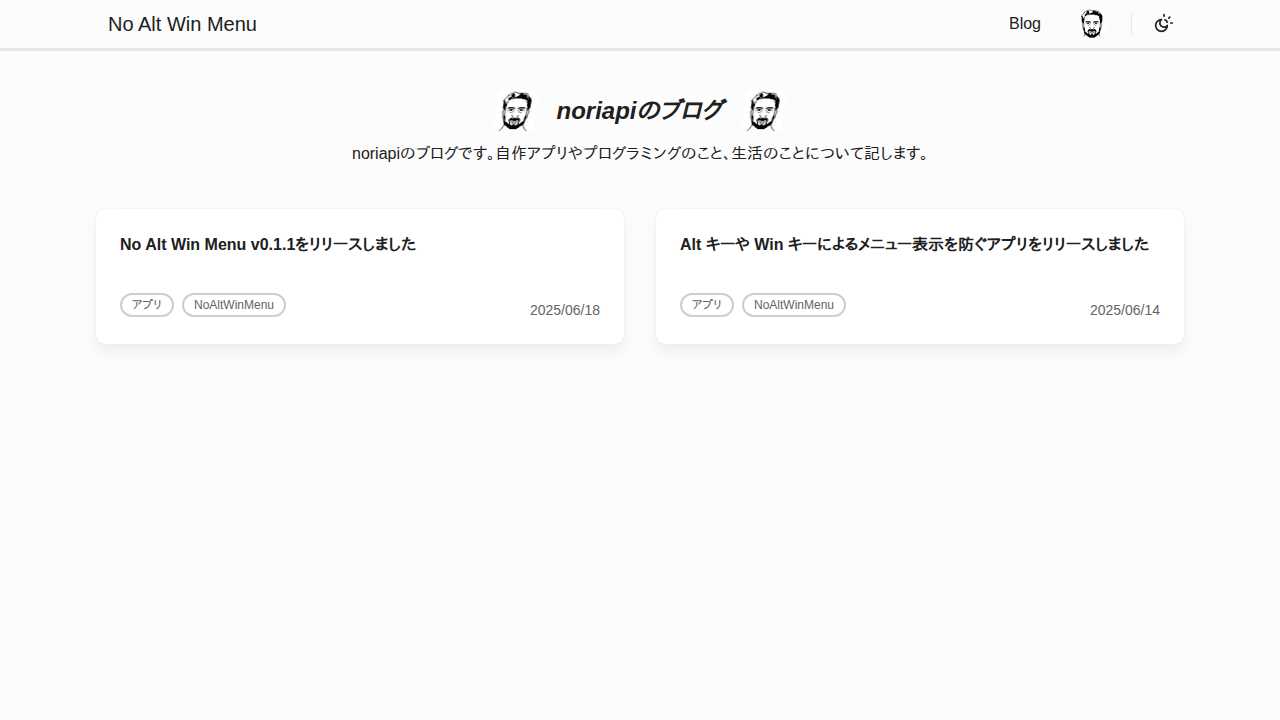 No Alt Win Menu
Blog
noriapiのブログ
noriapiのブログです。自作アプリやプログラミングのこと、生活のことについて記します。
No Alt Win Menu v0.1.1をリリースしました
アプリ NoAltWinMenu 2025/06/18
Alt キーや Win キーによるメニュー表示を防ぐアプリをリリースしました
アプリ NoAltWinMenu 2025/06/14